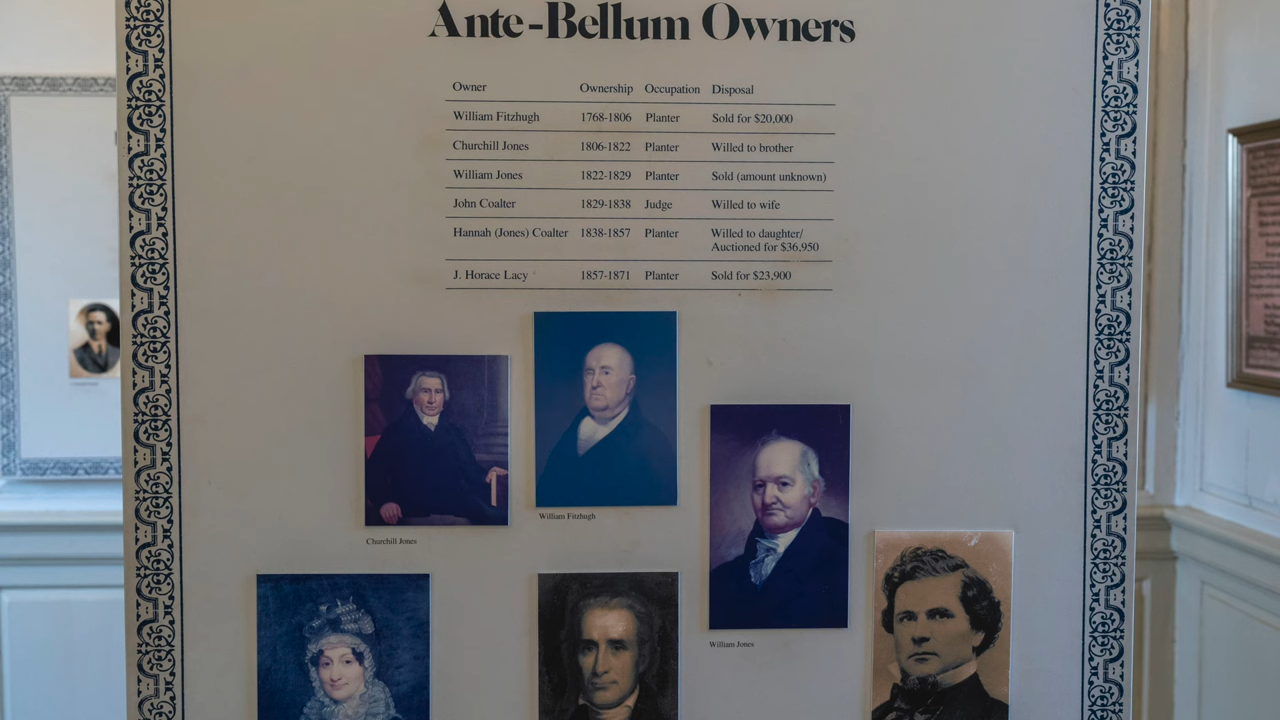 Ante-Bellum Owners
Owner Ownership Occupation Disposal
William Fitzhugh 1768-1806 Planter Sold for $20,000
Churchill Jones 1806-1822 Planter Willed to brother
William Jones 1822-1829 Planter Sold (amount unknown)
John Coalter 1829-1838 Judge Willed to wife
Hannah (Jones) Coalter 1838-1857 Planter Willed to daughter/
Auctioned for $36,950
J. Horace Lacy 1857-1871 Planter Sold for $23,900
William Fitzhugh
Churchill Jones
William Jones